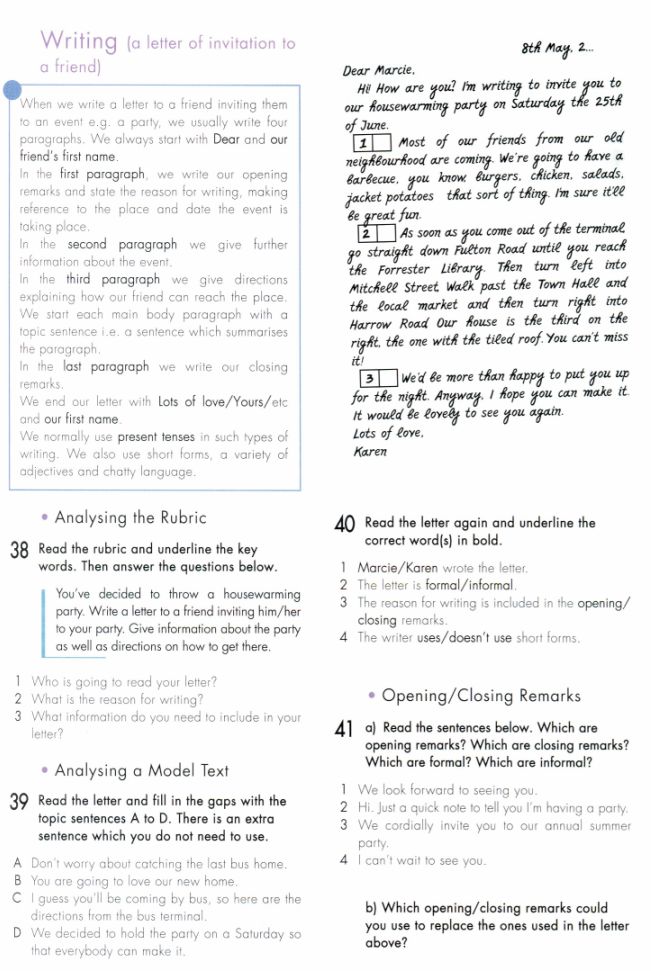 Writing (a letter of invitation to
a friend)
When we write a letter to a friend inviting them
to an event e.g. a party, we usually write four
paragraphs. We always start with Dear and our
friend's first name.
In the first paragraph, we write our opening
remarks and state the reason for writing, making
reference to the place and date the event is
taking place.
In the second paragraph we give further
information about the event.
In the third paragraph we give directions
explaining how our friend can reach the place.
We start each main body paragraph with a
topic sentence i.e. a sentence which summarises
the paragraph.
In the last paragraph we write our closing
remarks.
We end our letter with Lots of love/Yours/etc
and our first name.
We normally use present tenses in such types of
writing. We also use short forms, a variety of
adjectives and chatty language.
• Analysing the Rubric
38 Read the rubric and underline the key
words. Then answer the questions below.
You've decided to throw a housewarming
party. Write a letter to a friend inviting him/her
to your party. Give information about the party
as well as directions on how to get there.
1 Who is going to read your letter?
2 What is the reason for writing?
3 What information do you need to include in your
letter?
• Analysing a Model Text
39 Read the letter and fill in the gaps with the
topic sentences A to D. There is an extra
sentence which you do not need to use.
A Don't worry about catching the last bus home.
B You are going to love our new home.
C I guess you'll be coming by bus, so here are the
directions from the bus terminal.
D We decided to hold the party on a Saturday so
that everybody can make it.
8th May, 2...
Dear Marcie,
Hi! How are you? I'm writing to invite you to
our housewarming party on Saturday the 25th
of June.
1 Most of our friends from our old
neighbourhood are coming. We're going to have a
barbecue, you know, burgers, chicken, salads,
jacket potatoes that sort of thing. I'm sure it'll
be great fun.
2 As soon as you come out of the terminal
go straight down Fulton Road until you reach
the Forrester Library. Then turn left into
Mitchell Street Walk past the Town Hall and
the local market and then turn right into
Harrow Road Our house is the third on the
right, the one with the tiled roof. You can't miss
it!
3 We'd be more than happy to put you up
for the night. Anyway, I hope you can make it.
It would be lovely to see you again.
Lots of love,
Karen
40 Read the letter again and underline the
correct word(s) in bold.
1 Marcie/Karen wrote the letter.
2 The letter is formal/informal.
3 The reason for writing is included in the opening/
closing remarks.
4 The writer uses/doesn't use short forms.
• Opening/Closing Remarks
41 a) Read the sentences below. Which are
opening remarks? Which are closing remarks?
Which are formal? Which are informal?
1 We look forward to seeing you.
2 Hi. Just a quick note to tell you I'm having a party.
3 We cordially invite you to our annual summer
party.
4 I can't wait to see you.
b) Which opening/closing remarks could
you use to replace the ones used in the letter
above?